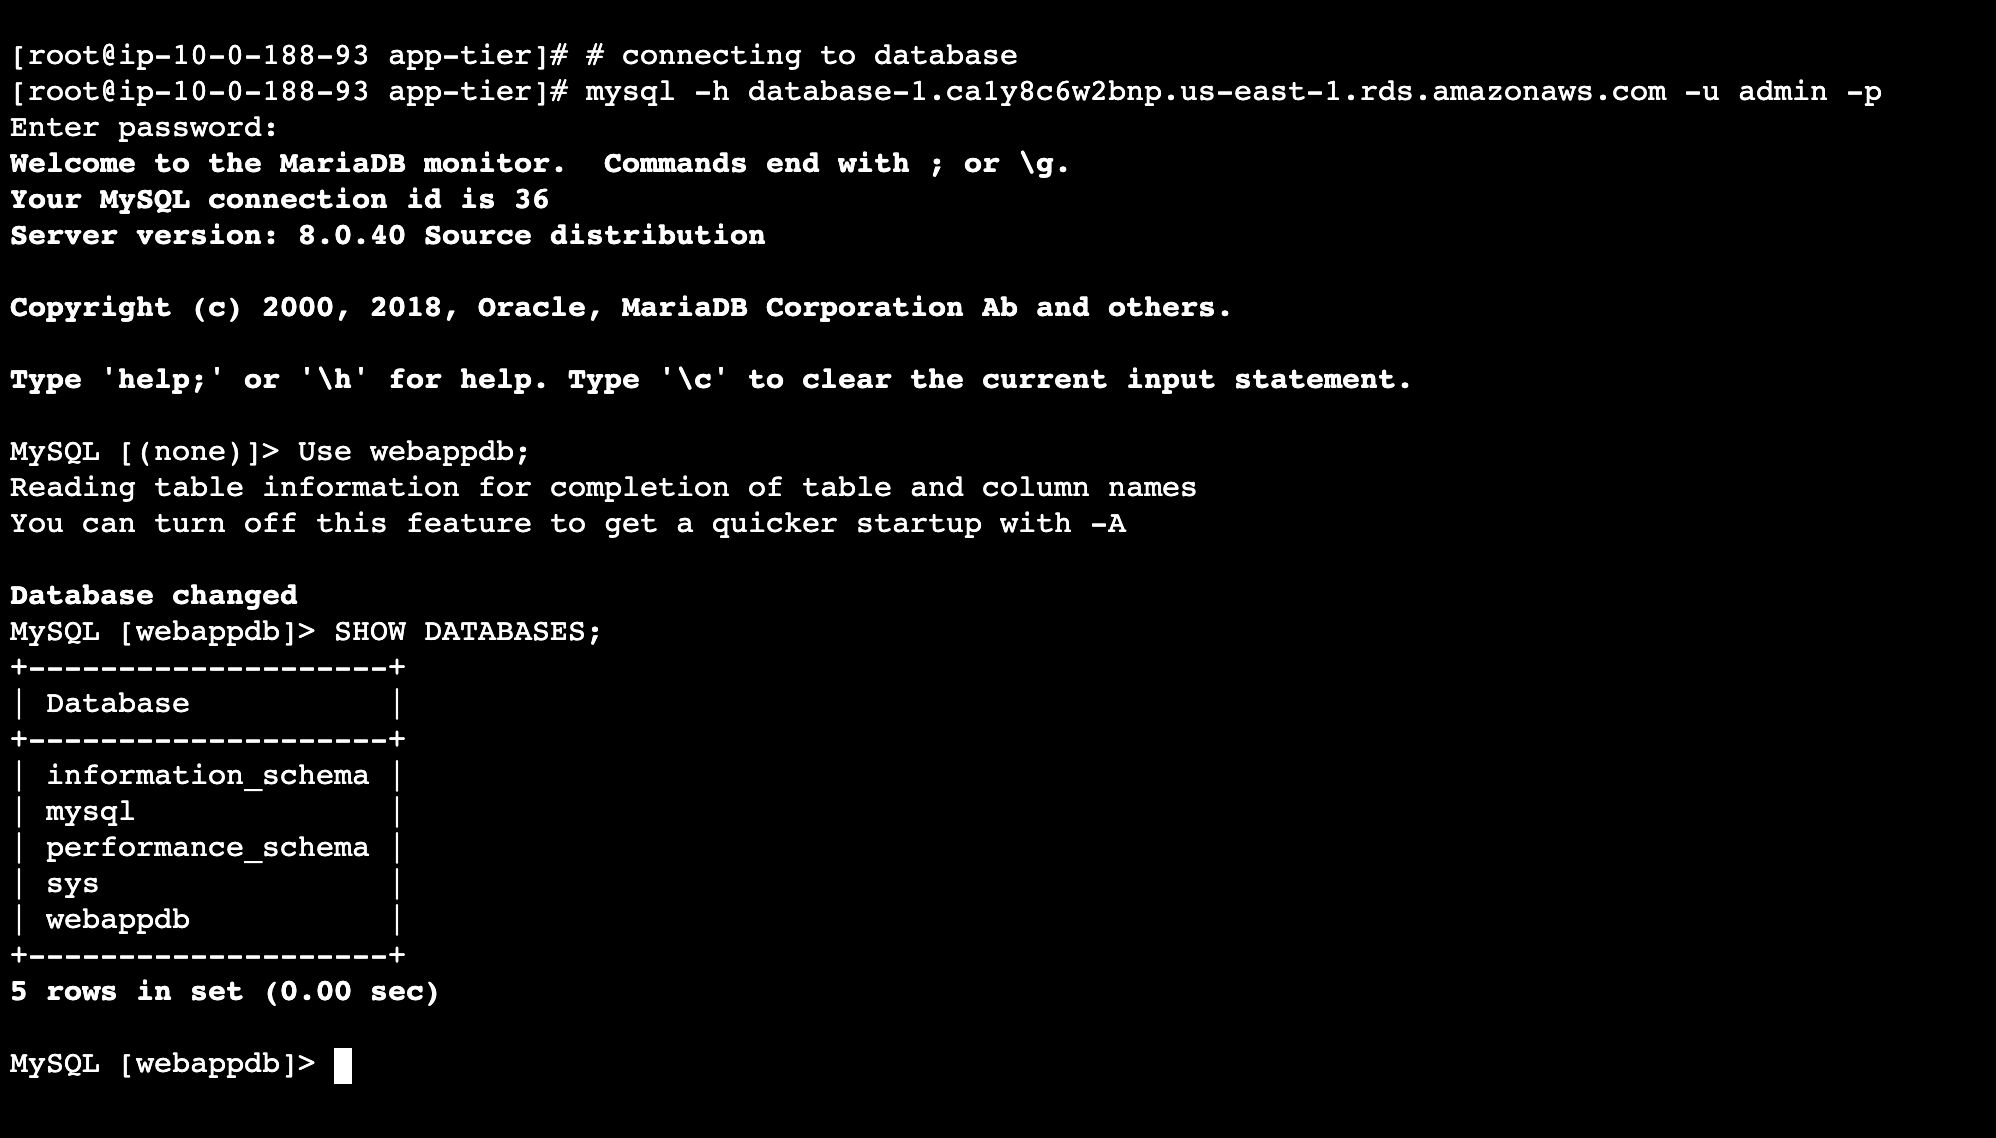 [root@ip-10-0-188-93 app-tier]# # connecting to database
[root@ip-10-0-188-93 app-tier]# mysql -h database-1.ca1y8c6w2bnp.us-east-1.rds.amazonaws.com -u admin -p
Enter password:
Welcome to the MariaDB monitor.  Commands end with ; or \g.
Your MySQL connection id is 36
Server version: 8.0.40 Source distribution

Copyright (c) 2000, 2018, Oracle, MariaDB Corporation Ab and others.

Type 'help;' or '\h' for help. Type '\c' to clear the current input statement.

MySQL [(none)]> Use webappdb;
Reading table information for completion of table and column names
You can turn off this feature to get a quicker startup with -A

Database changed
MySQL [webappdb]> SHOW DATABASES;
+--------------------+
| Database           |
+--------------------+
| information_schema |
| mysql              |
| performance_schema |
| sys                |
| webappdb           |
+--------------------+
5 rows in set (0.00 sec)

MySQL [webappdb]>